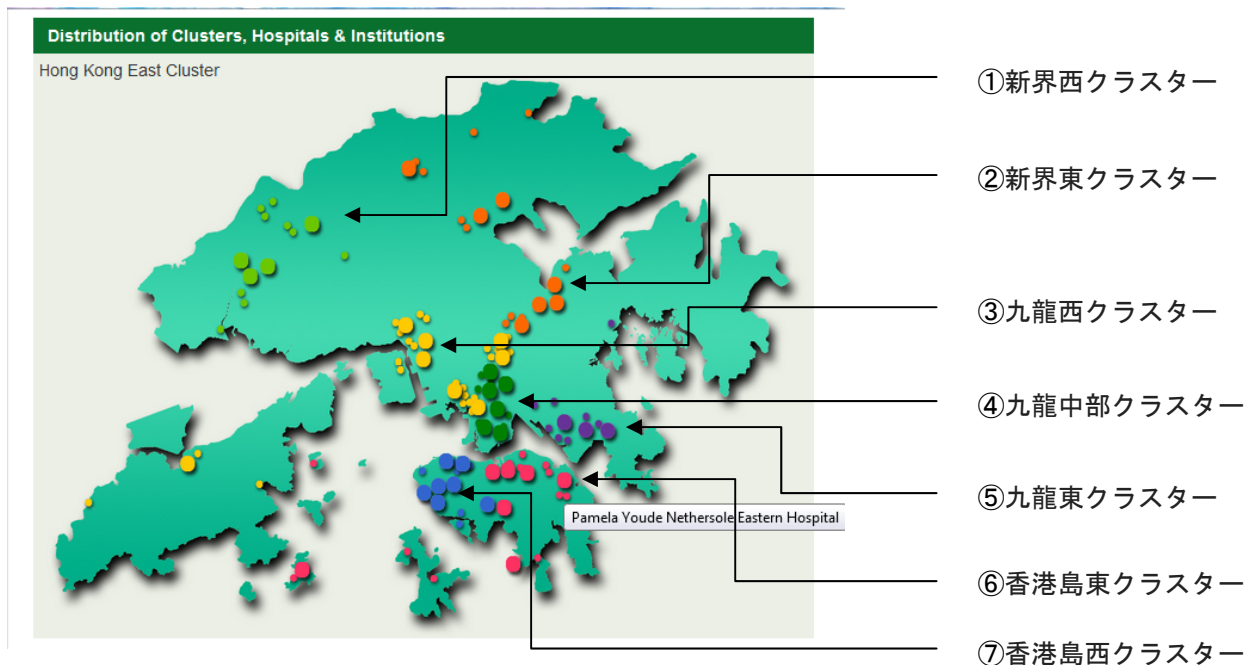 Distribution of Clusters, Hospitals & Institutions
Hong Kong East Cluster
①新界西クラスター
②新界東クラスター
③九龍西クラスター
④九龍中部クラスター
Pamela Youde Nethersole Eastern Hospital
⑤九龍東クラスター
⑥香港島東クラスター
⑦香港島西クラスター